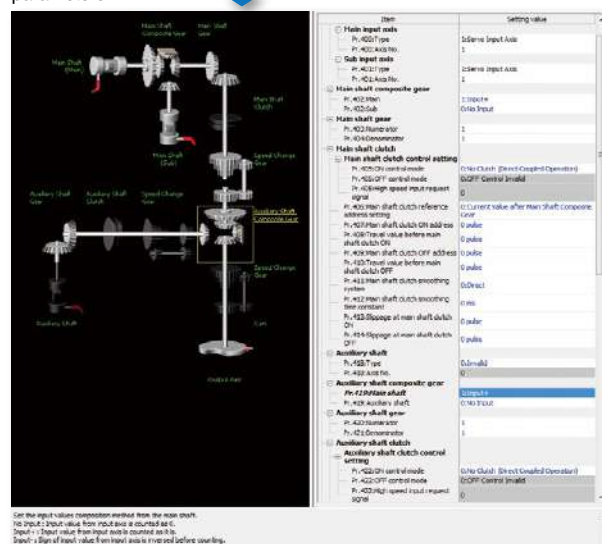 Main Shaft
Composite Gear
Main Shaft
Gear
Main Shaft
(Main)
Main Shaft
Clutch
Main Shaft
(Sub)
Speed Change
Gear
Auxiliary Shaft
Gear
Auxiliary Shaft
Clutch
Speed Change
Gear
Auxiliary Shaft
Composite Gear
Speed Change
Gear
Auxiliary Shaft
Cam
Output Axis
Item Setting value
Main input axis
Pr.400:Type 1:Servo Input Axis
Pr.400:Axis No. 1
Sub input axis
Pr.401:Type 1:Servo Input Axis
Pr.401:Axis No. 1
Main shaft composite gear
Pr.402:Main 1:Input+
Pr.402:Sub 0:No Input
Main shaft gear
Pr.403:Numerator 1
Pr.404:Denominator 1
Main shaft clutch
Main shaft clutch control setting
Pr.405:ON control mode 0:No Clutch (Direct Coupled Operation)
Pr.405:OFF control mode 0:OFF Control Invalid
Pr.405:High speed input request
signal
0
Pr.406:Main shaft clutch reference
address setting
0:Current value after Main Shaft Composite
Gear
Pr.407:Main shaft clutch ON address 0 pulse
Pr.408:Travel value before main
shaft clutch ON
0 pulse
Pr.409:Main shaft clutch OFF address 0 pulse
Pr.410:Travel value before main
shaft clutch OFF
0 pulse
Pr.411:Main shaft clutch smoothing
system
0:Direct
Pr.412:Main shaft clutch smoothing
time constant
0 ms
Pr.413:Slippage at main shaft clutch
ON
0 pulse
Pr.414:Slippage at main shaft clutch
OFF
0 pulse
Auxiliary shaft
Pr.418:Type 0:Invalid
Pr.418:Axis No. 0
Auxiliary shaft composite gear
Pr.419:Main shaft 1:Input+
Pr.419:Auxiliary shaft 0:No Input
Auxiliary shaft gear
Pr.420:Numerator 1
Pr.421:Denominator 1
Auxiliary shaft clutch
Auxiliary shaft clutch control
setting
Pr.422:ON control mode 0:No Clutch (Direct Coupled Operation)
Pr.422:OFF control mode 0:OFF Control Invalid
Pr.422:High speed input request
signal
0
Set the input values composition method from the main shaft.
No Input : Input value from input axis is counted as 0.
Input+ : Input value from input axis is counted as it is.
Input- : Sign of input value from input axis is inversed before counting.